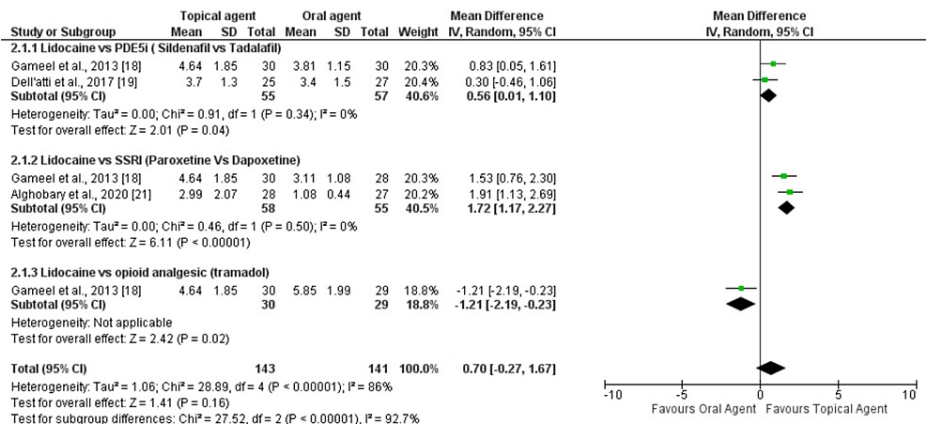 Topical agent Oral agent Mean Difference Mean Difference
Study or Subgroup Mean SD Total Mean SD Total Weight IV, Random, 95% CI IV, Random, 95% CI
2.1.1 Lidocaine vs PDE5i ( Sildenafil vs Tadalafil)
Gameel et al., 2013 [18] 4.64 1.85 30 3.81 1.15 30 20.3% 0.83 [0.05, 1.61]
Dell'atti et al., 2017 [19] 3.7 1.3 25 3.4 1.5 27 20.4% 0.30 [-0.46, 1.06]
Subtotal (95% CI) 55 57 40.6% 0.56 [0.01, 1.10]
Heterogeneity: Tau² = 0.00; Chi² = 0.91, df = 1 (P = 0.34); I² = 0%
Test for overall effect: Z = 2.01 (P = 0.04)
2.1.2 Lidocaine vs SSRI (Paroxetine Vs Dapoxetine)
Gameel et al., 2013 [18] 4.64 1.85 30 3.11 1.08 28 20.3% 1.53 [0.76, 2.30]
Alghobary et al., 2020 [21] 2.99 2.07 28 1.08 0.44 27 20.2% 1.91 [1.13, 2.69]
Subtotal (95% CI) 58 55 40.5% 1.72 [1.17, 2.27]
Heterogeneity: Tau² = 0.00; Chi² = 0.46, df = 1 (P = 0.50); I² = 0%
Test for overall effect: Z = 6.11 (P < 0.00001)
2.1.3 Lidocaine vs opioid analgesic (tramadol)
Gameel et al., 2013 [18] 4.64 1.85 30 5.85 1.99 29 18.8% -1.21 [-2.19, -0.23]
Subtotal (95% CI) 30 29 18.8% -1.21 [-2.19, -0.23]
Heterogeneity: Not applicable
Test for overall effect: Z = 2.42 (P = 0.02)
Total (95% CI) 143 141 100.0% 0.70 [-0.27, 1.67]
Heterogeneity: Tau² = 1.06; Chi² = 28.89, df = 4 (P < 0.00001); I² = 86%
Test for overall effect: Z = 1.41 (P = 0.16)
Test for subgroup differences: Chi² = 27.52, df = 2 (P < 0.00001), I² = 92.7%
-10 -5 0 5 10
Favours Oral Agent Favours Topical Agent